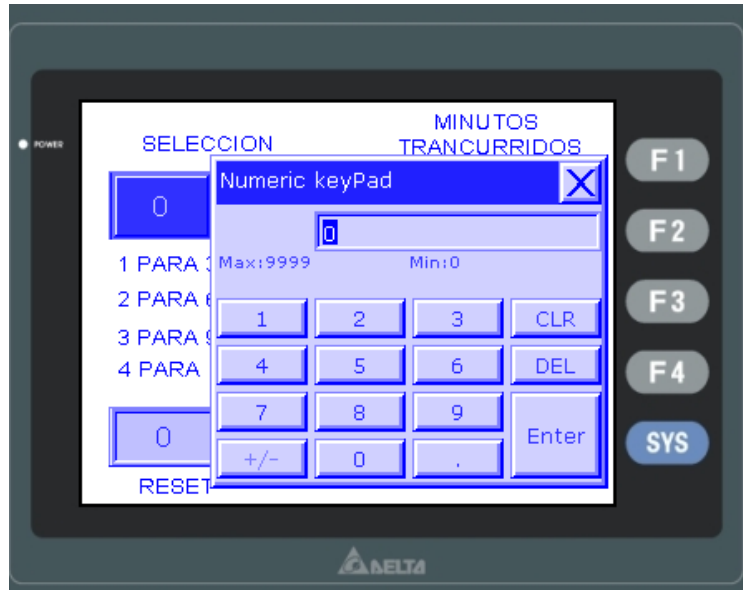 POWER
SELECCION
MINUTOS
TRANCURRIDOS
0
1 PARA
2 PARA
3 PARA
4 PARA
0
RESET
Numeric keyPad
X
0
Max:9999 Min:0
1 2 3 CLR
4 5 6 DEL
7 8 9 Enter
+/- 0 .
F1
F2
F3
F4
SYS
DELTA